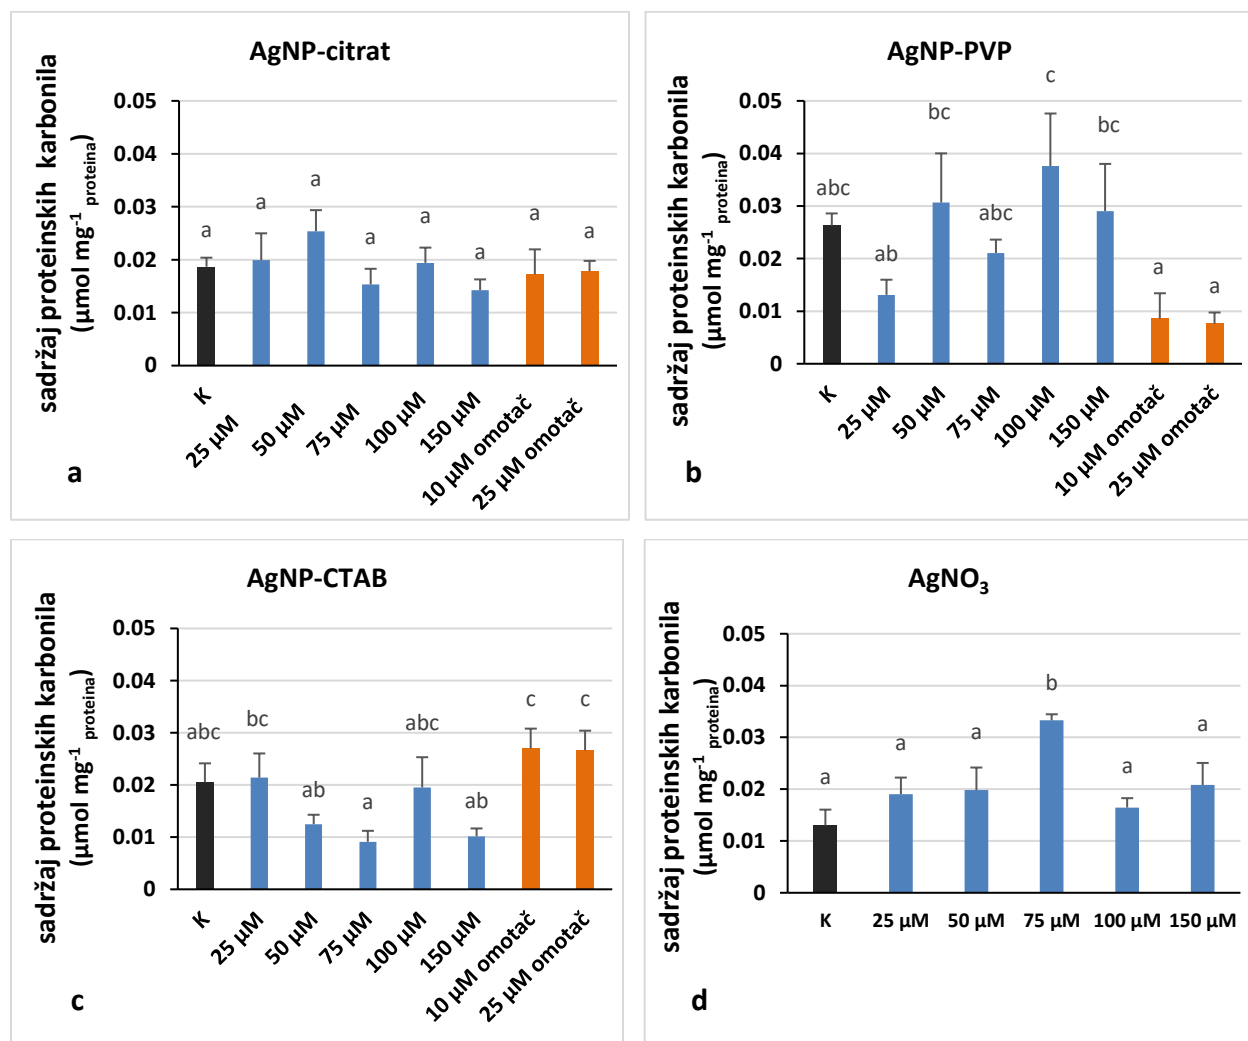 AgNP-citrat
sadržaj proteinskih karbonila
(µmol mg-1 proteina)
0.05
0.04
0.03
0.02
0.01
0
a a a a a a a a
K 25 µM 50 µM 75 µM 100 µM 150 µM 10 µM omotač 25 µM omotač
a
AgNP-PVP
sadržaj proteinskih karbonila
(µmol mg-1 proteina)
0.05
0.04
0.03
0.02
0.01
0
abc ab bc abc c bc a a
K 25 µM 50 µM 75 µM 100 µM 150 µM 10 µM omotač 25 µM omotač
b
AgNP-CTAB
sadržaj proteinskih karbonila
(µmol mg-1 proteina)
0.05
0.04
0.03
0.02
0.01
0
abc bc ab a abc ab c c
K 25 µM 50 µM 75 µM 100 µM 150 µM 10 µM omotač 25 µM omotač
c
AgNO3
sadržaj proteinskih karbonila
(µmol mg-1 proteina)
0.05
0.04
0.03
0.02
0.01
0
a a a b a a
K 25 µM 50 µM 75 µM 100 µM 150 µM
d